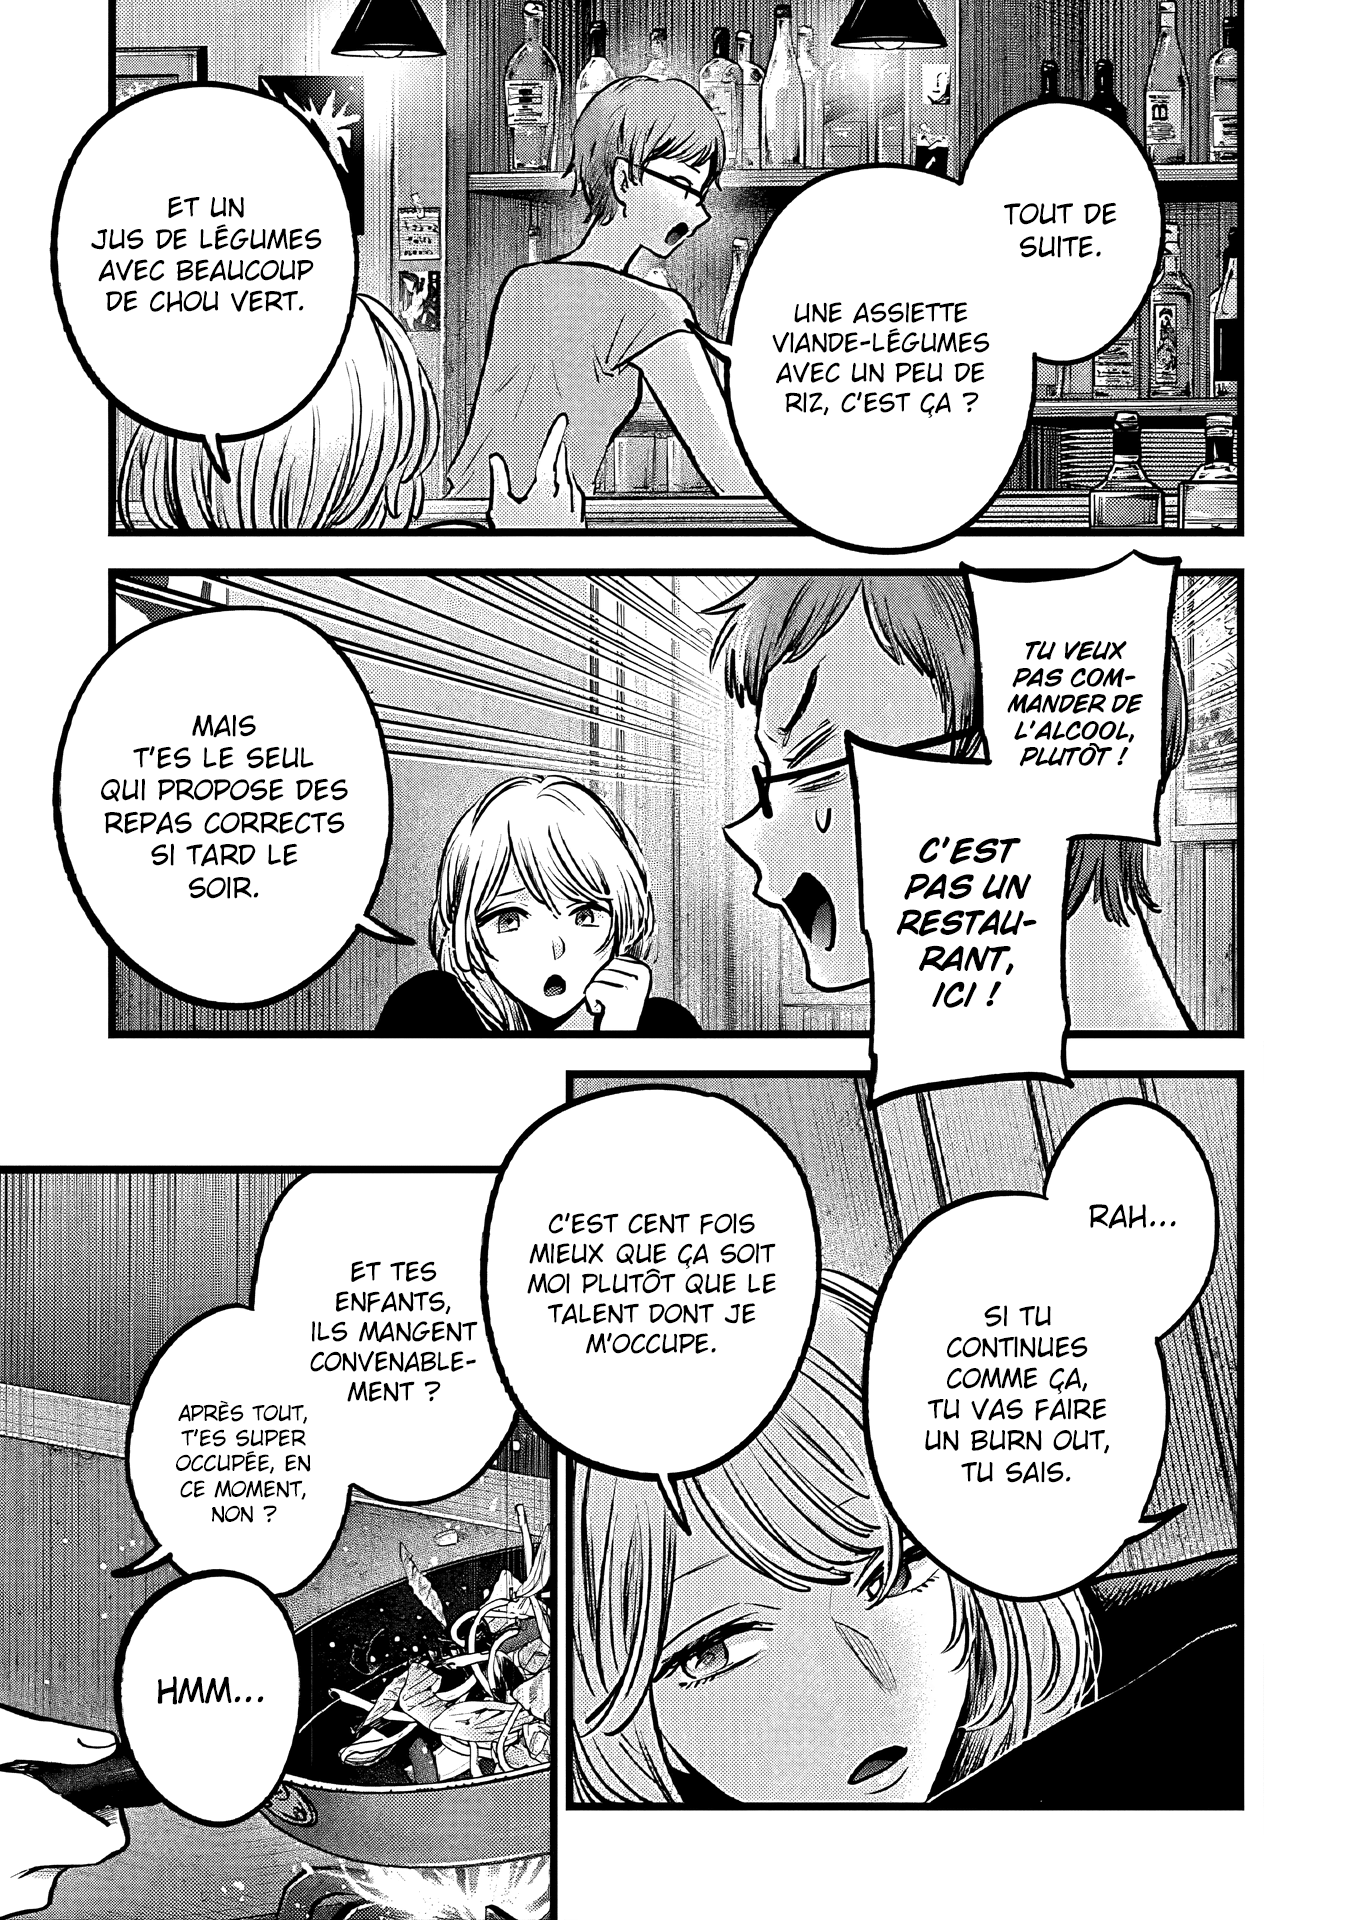 TOUT DE
SUITE.
UNE ASSIETTE
VIANDE-LÉGUMES
AVEC UN PEU DE
RIZ, C'EST ÇA ?
ET UN
JUS DE LÉGUMES
AVEC BEAUCOUP
DE CHOU VERT.
TU VEUX
PAS COM-
MANDER DE
L'ALCOOL,
PLUTÔT !
C'EST
PAS UN
RESTAU-
RANT,
ICI !
MAIS
T'ES LE SEUL
QUI PROPOSE DES
REPAS CORRECTS
SI TARD LE
SOIR.
RAH...
SI TU
CONTINUES
COMME ÇA,
TU VAS FAIRE
UN BURN OUT,
TU SAIS.
C'EST CENT FOIS
MIEUX QUE ÇA SOIT
MOI PLUTÔT QUE LE
TALENT DONT JE
M'OCCUPE.
ET TES
ENFANTS,
ILS MANGENT
CONVENABLE-
MENT ?
APRÈS TOUT,
T'ES SUPER
OCCUPÉE, EN
CE MOMENT,
NON ?
HMM...